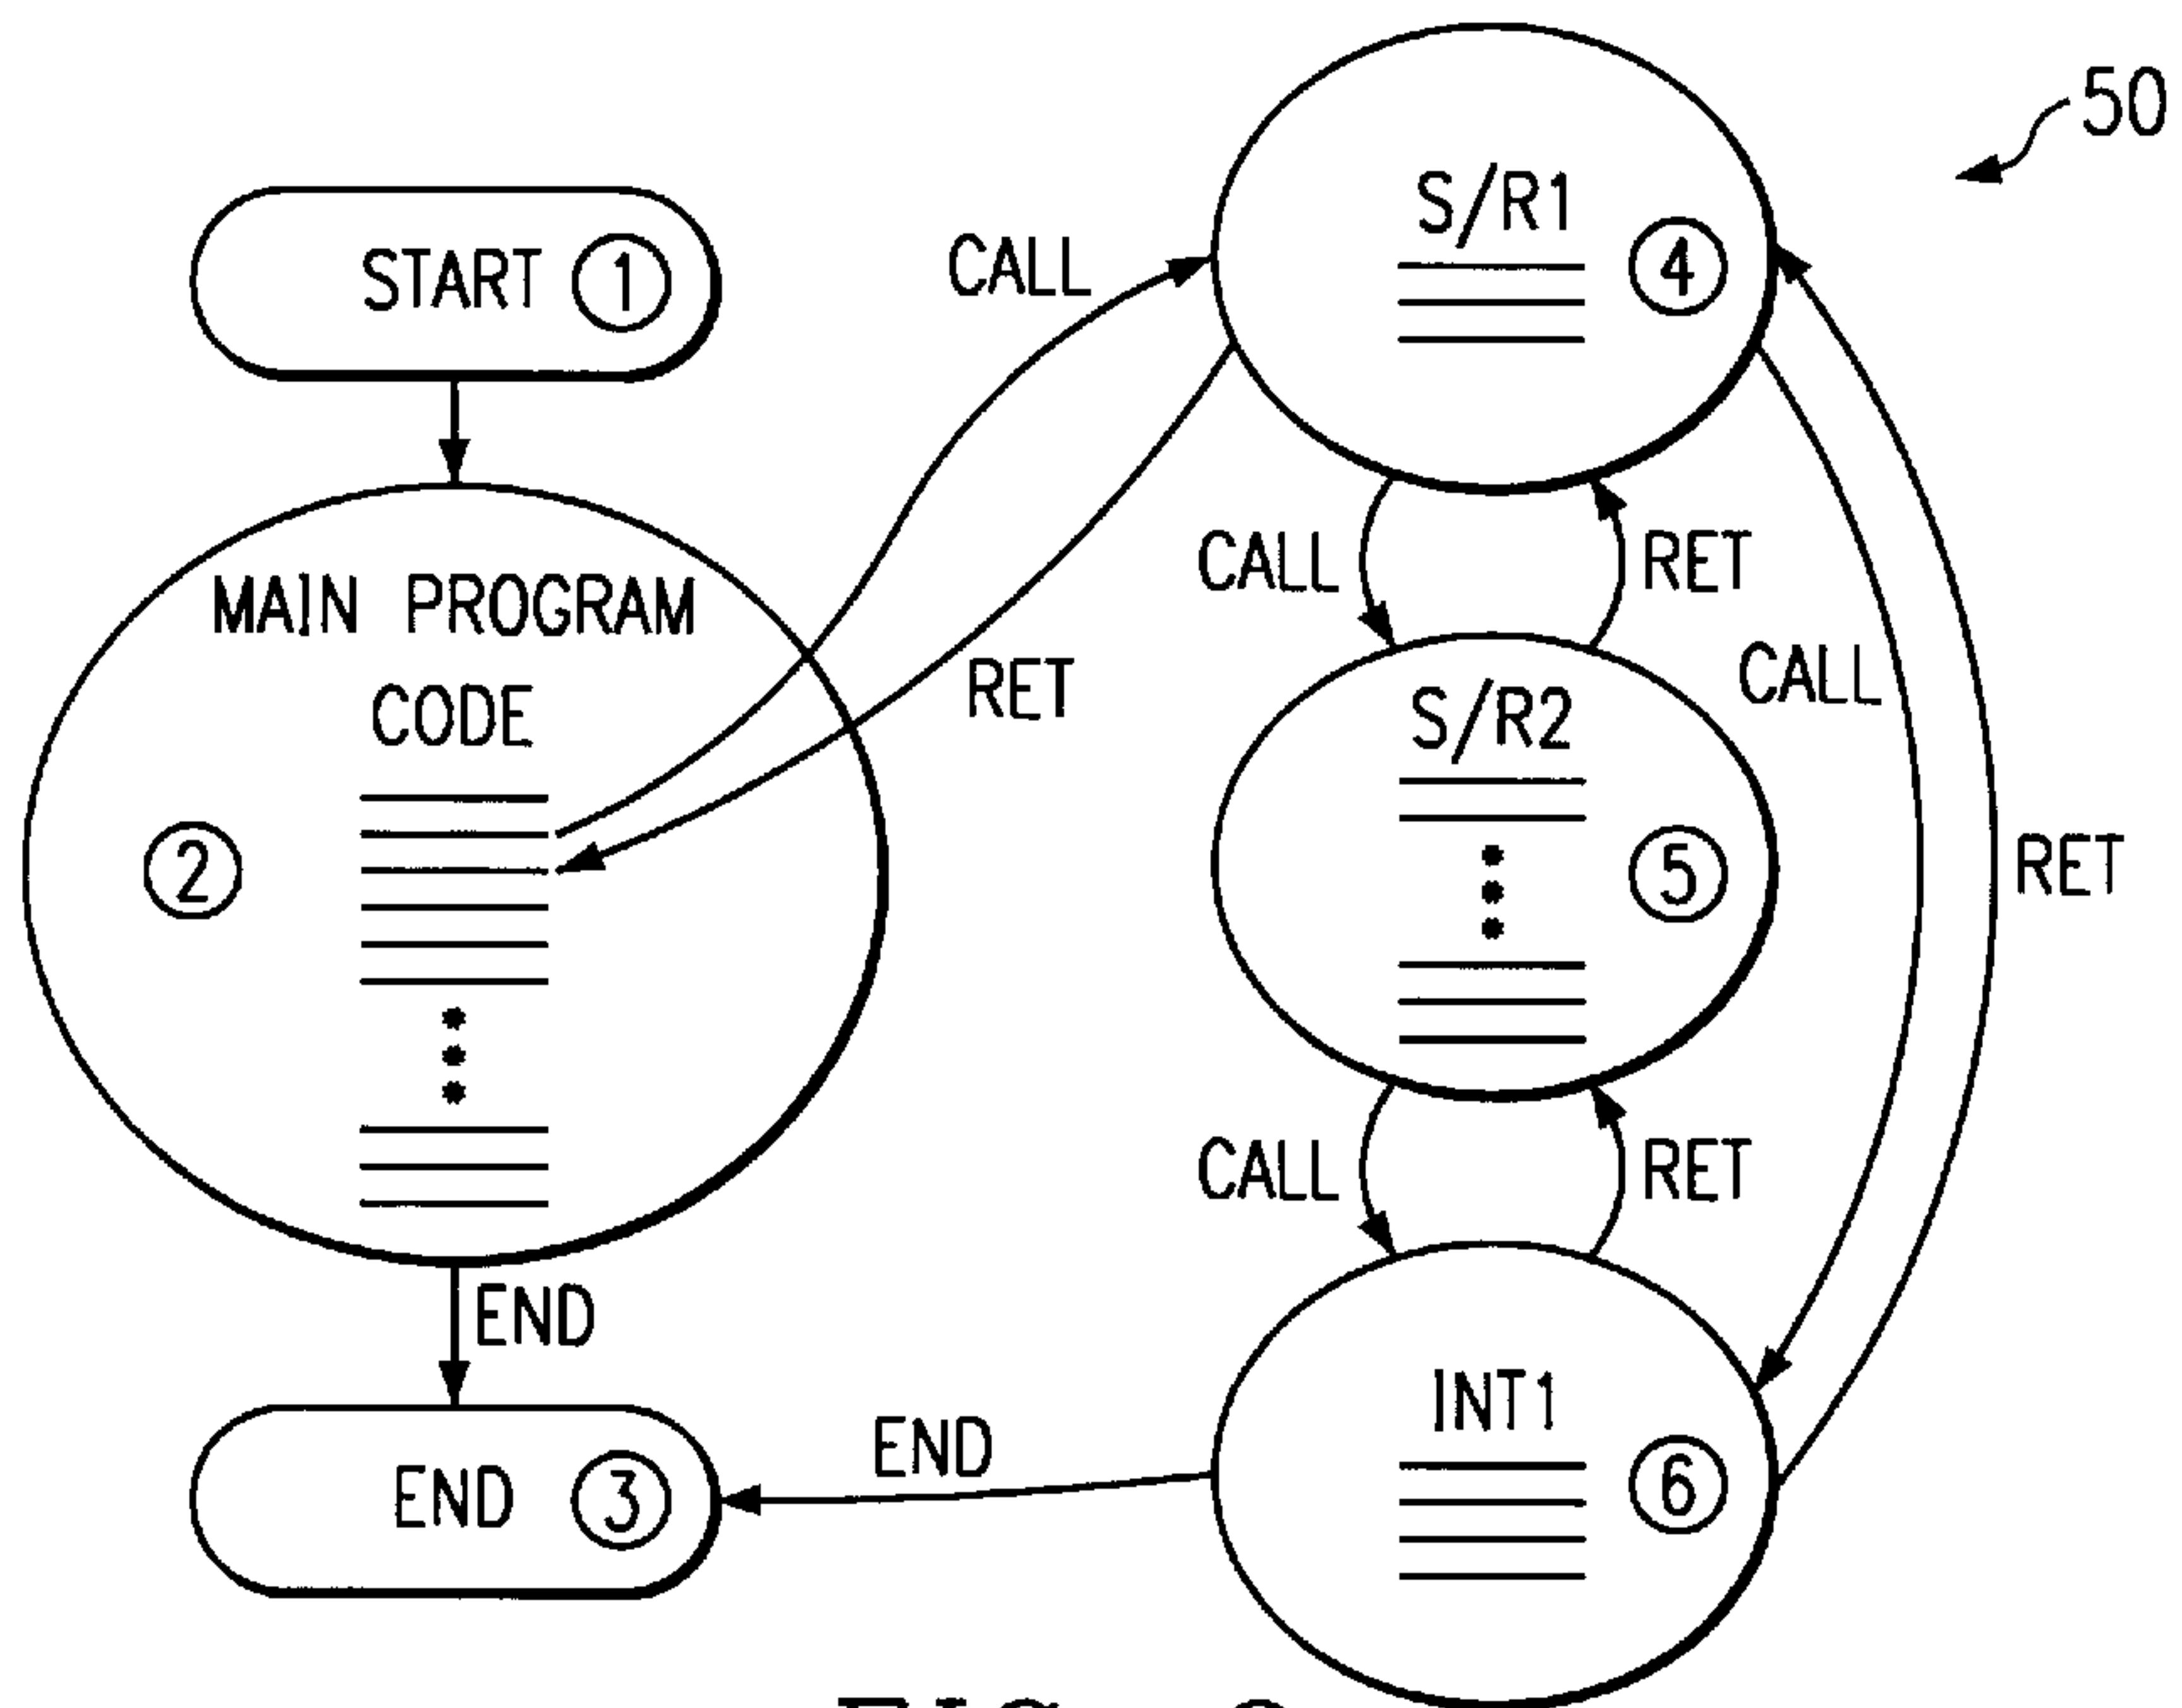 50
START 1
MAIN PROGRAM
CODE
2
END
END 3
CALL
RET
S/R1
4
CALL
RET
CALL
RET
S/R2
5
CALL
RET
INT1
6
END